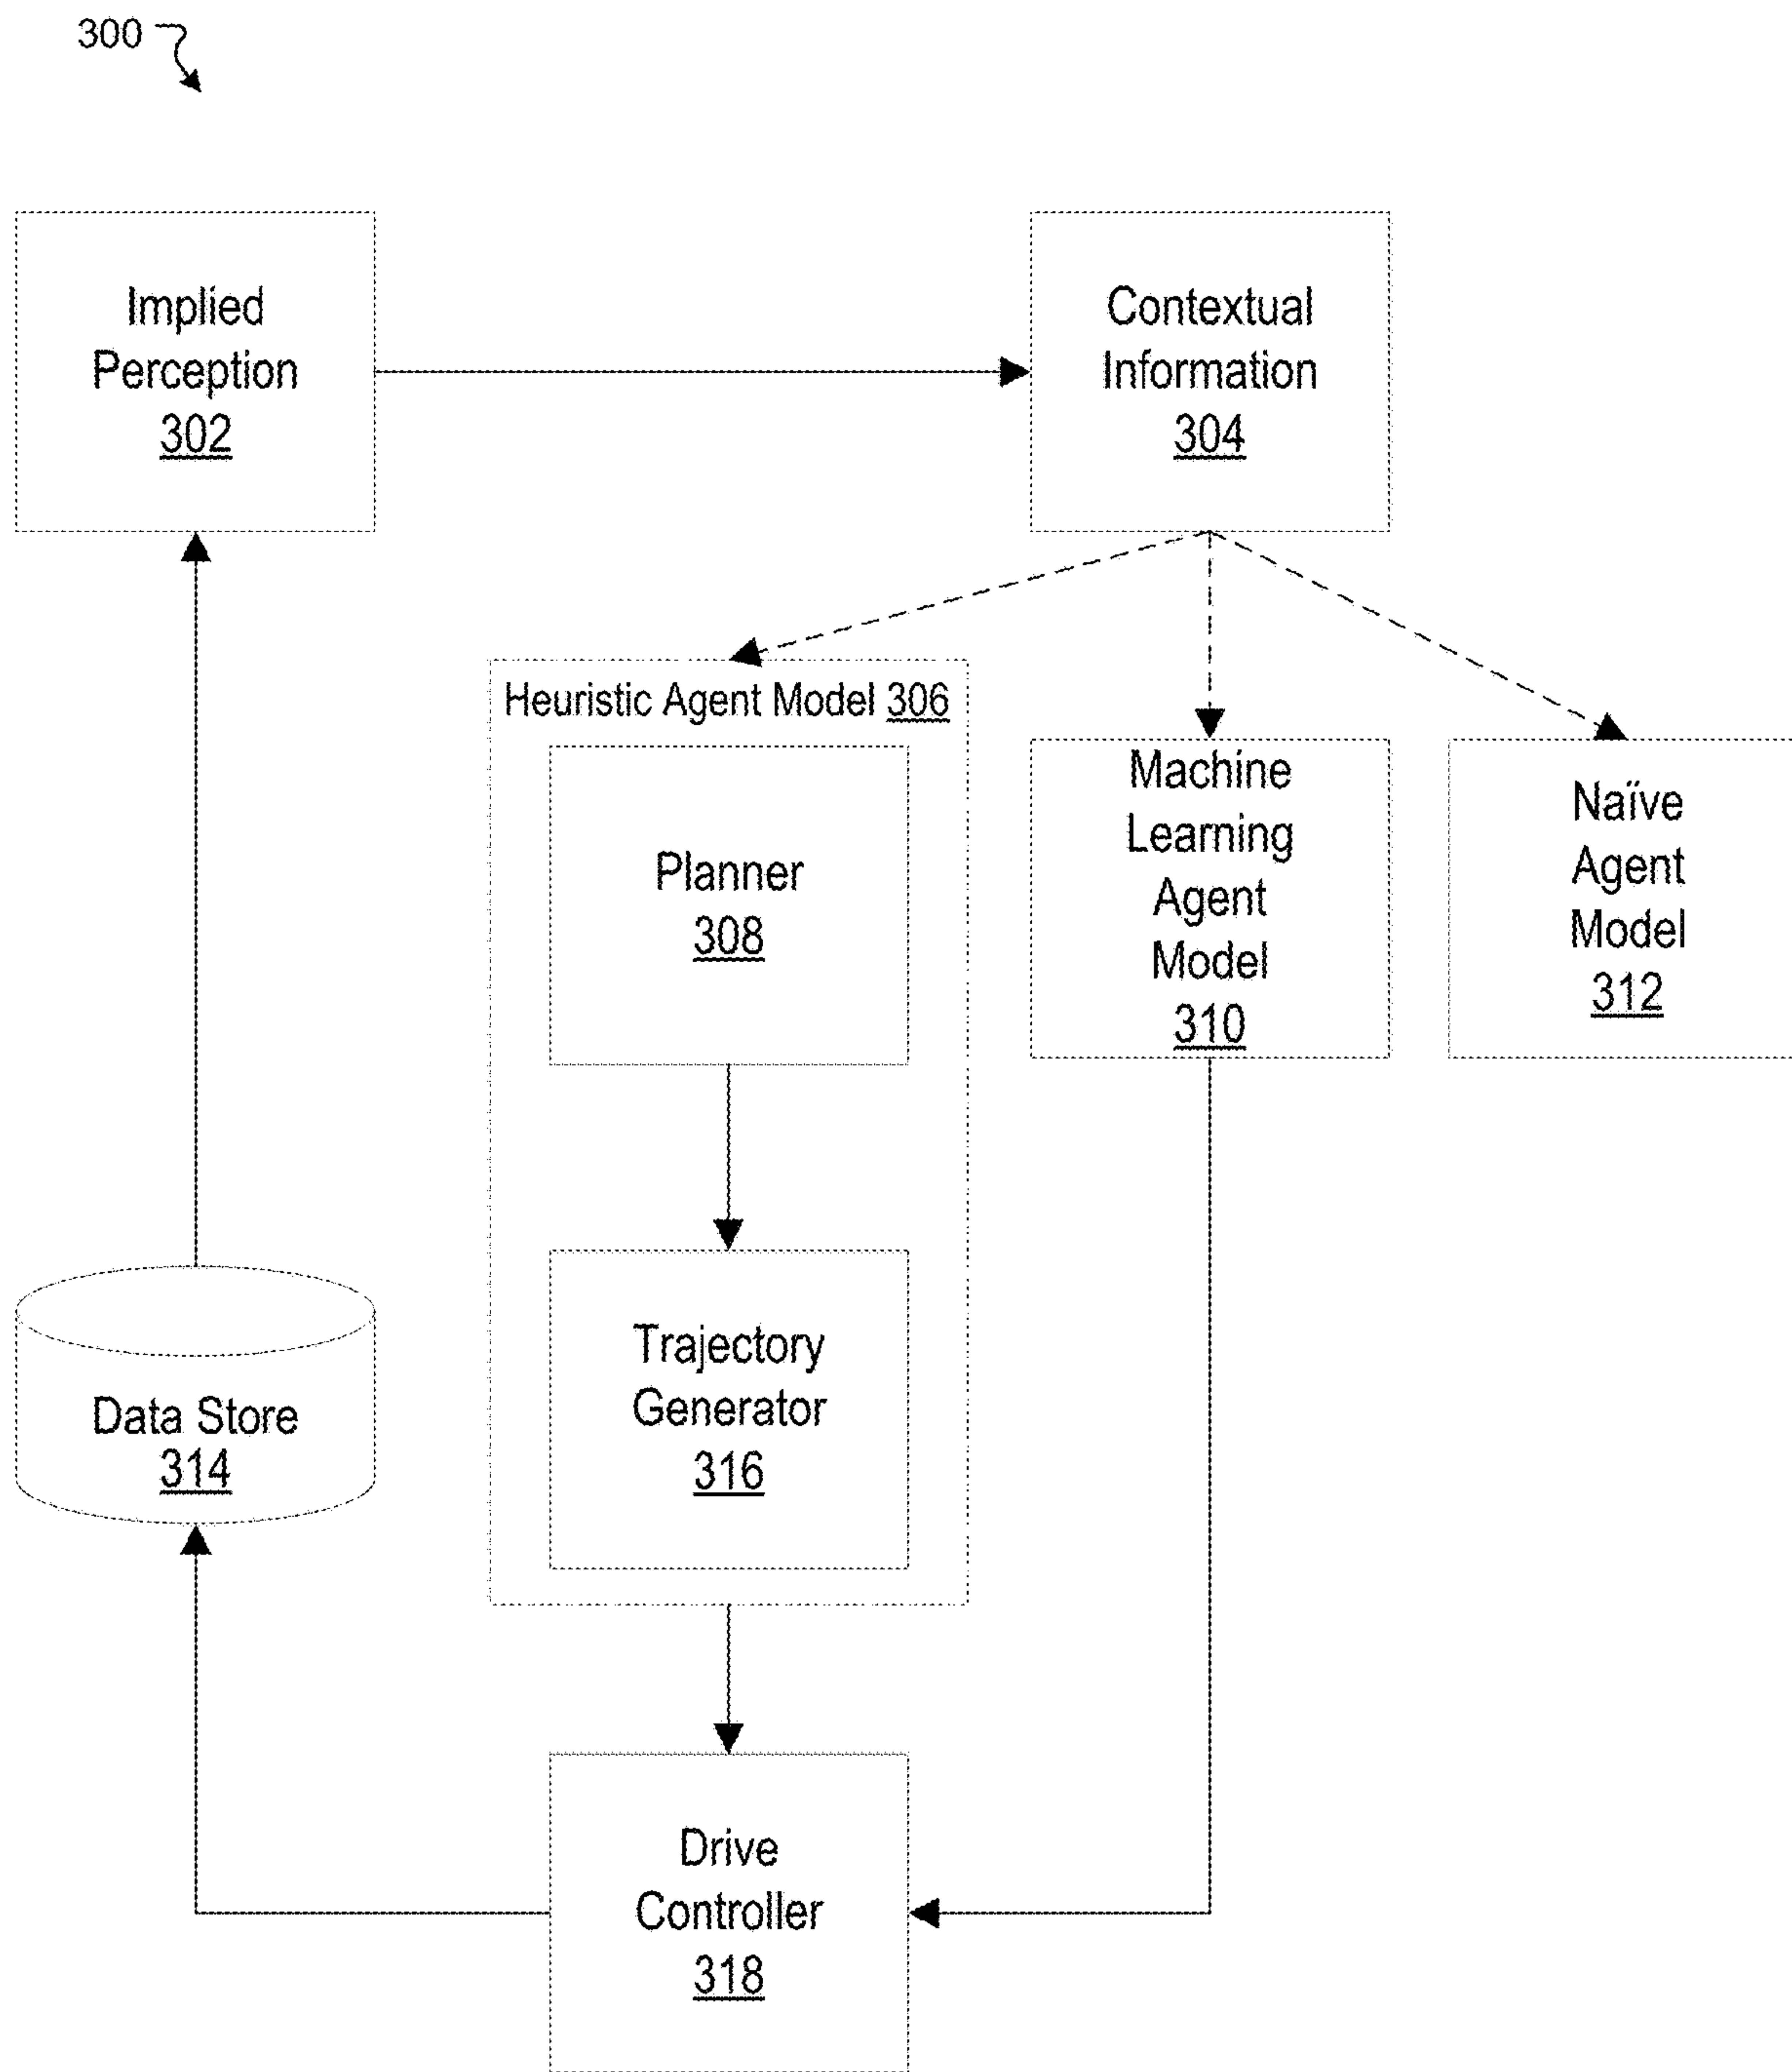 300
Implied
Perception
302
Contextual
Information
304
Heuristic Agent Model 306
Planner
308
Machine
Learning
Agent
Model
310
Naïve
Agent
Model
312
Trajectory
Generator
316
Data Store
314
Drive
Controller
318